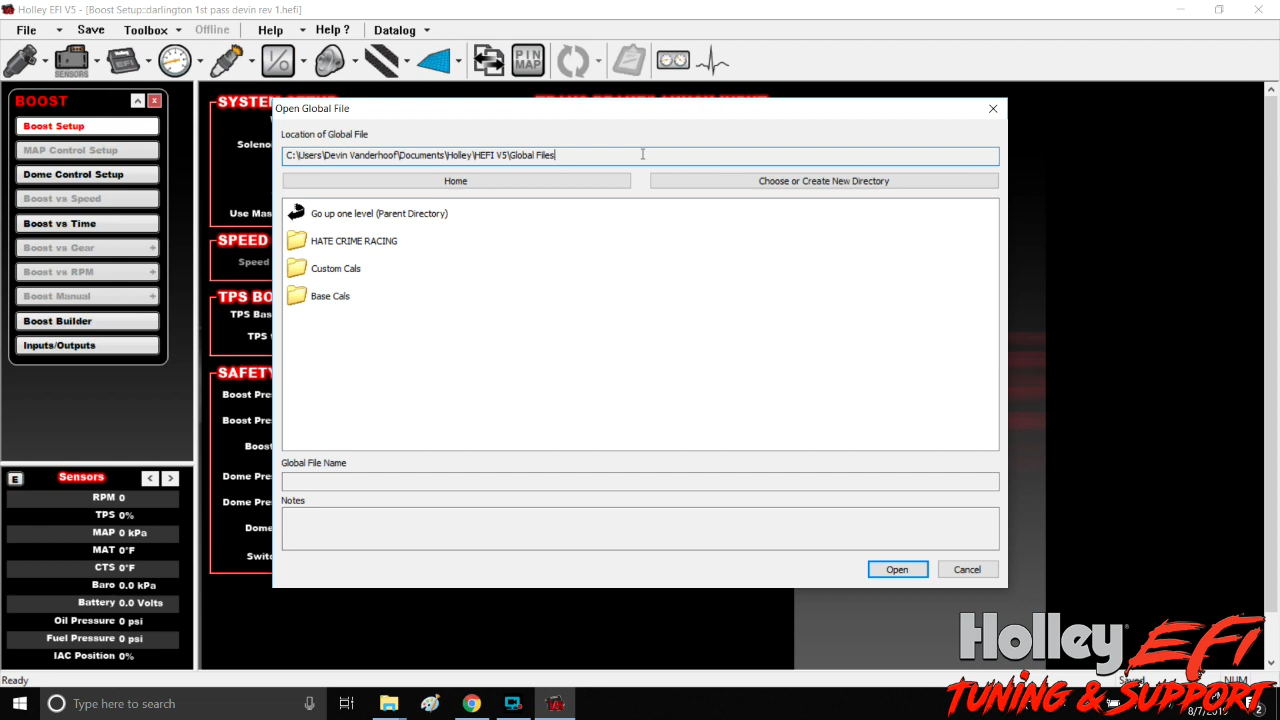 Holley EFI V5 - [Boost Setup::darlington 1st pass devin rev 1.hefi]
File Save Toolbox Offline Help Help ? Datalog
SENSORS EFI I/O PIN MAP
BOOST
Boost Setup
MAP Control Setup
Dome Control Setup
Boost vs Speed
Boost vs Time
Boost vs Gear +
Boost vs RPM +
Boost Manual +
Boost Builder
Inputs/Outputs
E Sensors < >
RPM 0
TPS 0%
MAP 0 kPa
MAT 0°F
CTS 0°F
Baro 0.0 kPa
Battery 0.0 Volts
Oil Pressure 0 psi
Fuel Pressure 0 psi
IAC Position 0%
Solenoi
Use Mas
SPEED
Speed
TPS BO
TPS Bas
TPS
SAFETY
Boost Pre
Boost Pre
Boost
Dome Pre
Dome Pre
Dome
Switc
Open Global File
Location of Global File
C:\Users\Devin Vanderhoof\Documents\Holley\HEFI V5\Global Files
Home Choose or Create New Directory
Go up one level (Parent Directory)
HATE CRIME RACING
Custom Cals
Base Cals
Global File Name
Notes
Open Cancel
Holley EFI
TUNING & SUPPORT
Ready
NUM
Type here to search
2